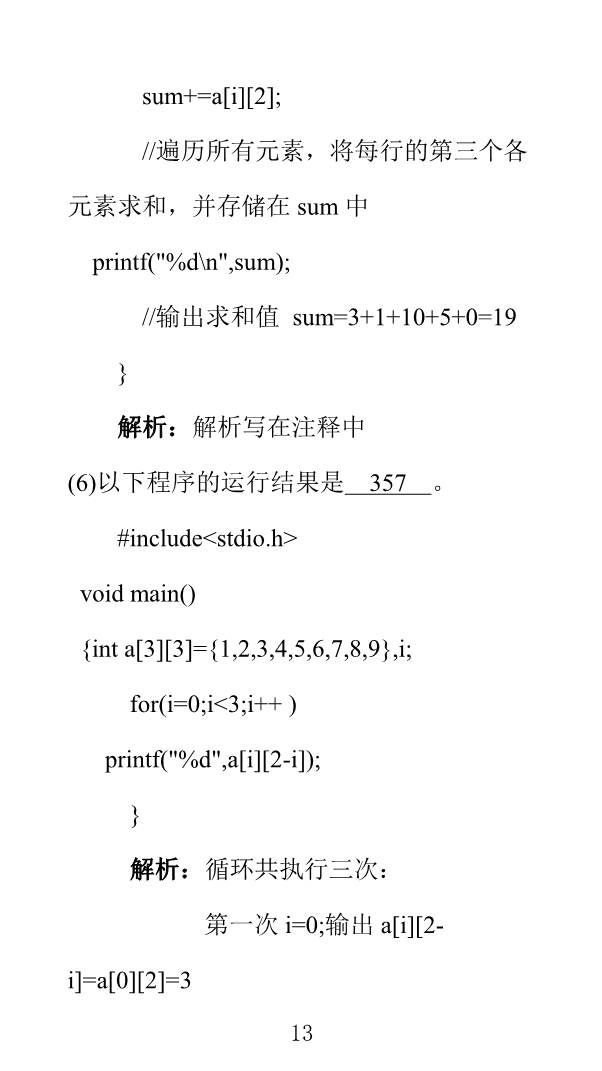 sum+=a[i][2];
//遍历所有元素，将每行的第三个各
元素求和，并存储在 sum 中
printf("%d\n",sum);
//输出求和值 sum=3+1+10+5+0=19
}
解析：解析写在注释中
(6)以下程序的运行结果是__357__。
#include<stdio.h>
void main()
{int a[3][3]={1,2,3,4,5,6,7,8,9},i;
for(i=0;i<3;i++ )
printf("%d",a[i][2-i]);
}
解析：循环共执行三次：
第一次 i=0;输出 a[i][2-
i]=a[0][2]=3
13